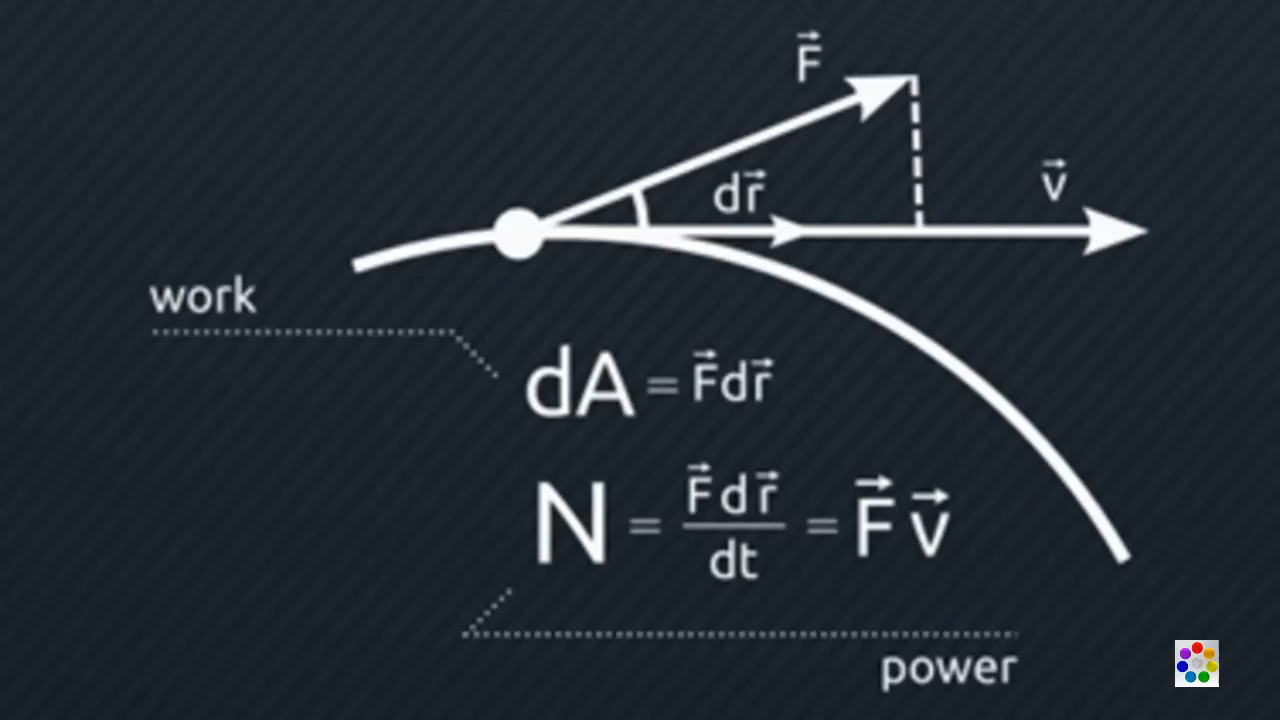 F⃗
dr⃗
v⃗
work
dA = F⃗dr⃗
N = F⃗dr⃗/dt = F⃗v⃗
power